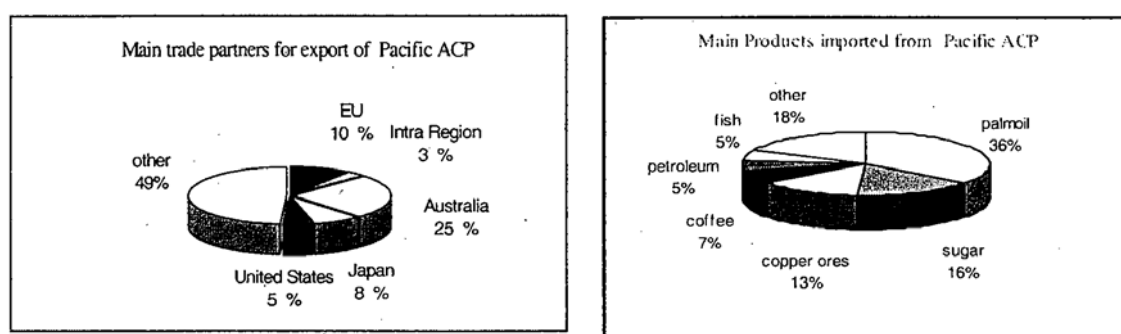 Main trade partners for export of Pacific ACP
EU
10 %
Intra Region
3 %
other
49%
Australia
25 %
United States
5 %
Japan
8 %
Main Products imported from Pacific ACP
other
18%
fish
5%
palmoil
36%
petroleum
5%
coffee
7%
copper ores
13%
sugar
16%